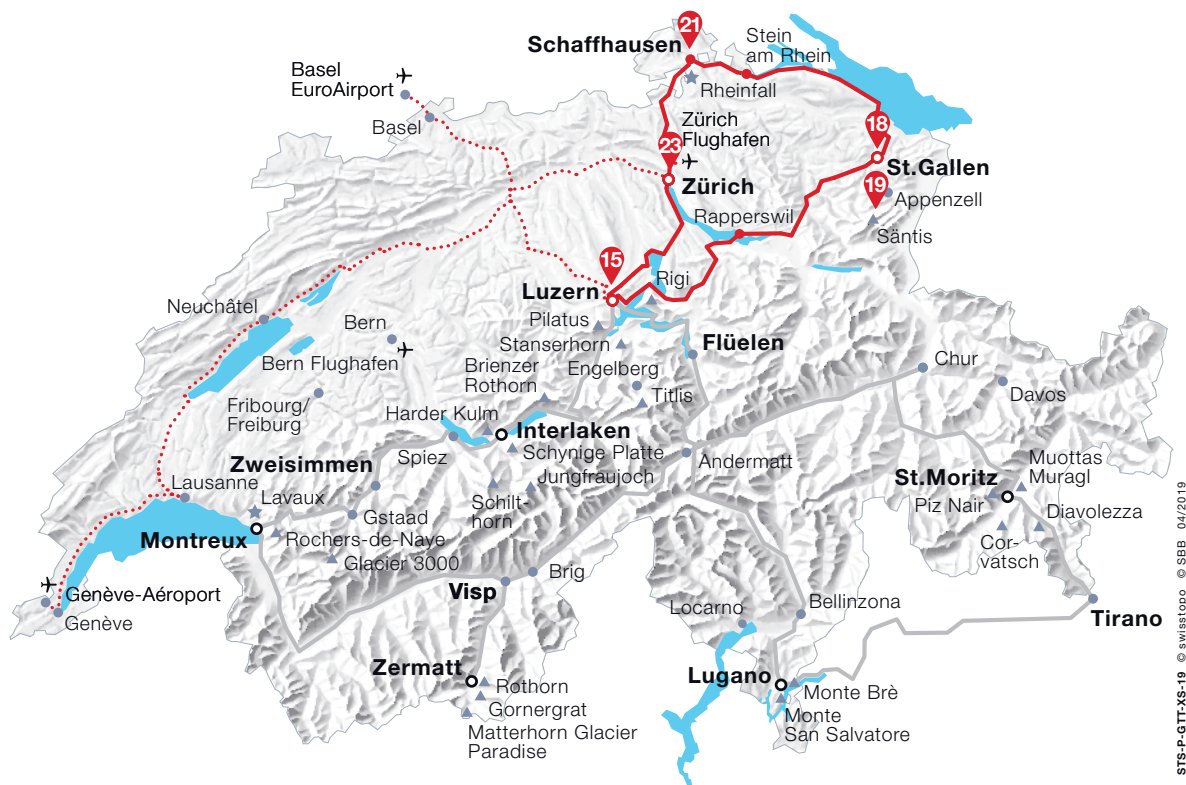 21
Schaffhausen
Stein
am Rhein
Basel
EuroAirport
Rheinfall
Basel
Zürich
Flughafen
18
23
St.Gallen
Zürich
19
Appenzell
Rapperswil
Säntis
15
Rigi
Luzern
Neuchâtel
Pilatus
Bern
Stanserhorn
Flüelen
Bern Flughafen
Brienzer
Rothorn
Engelberg
Chur
Titlis
Davos
Fribourg/
Freiburg
Harder Kulm
Interlaken
Spiez
Schynige Platte
Andermatt
Zweisimmen
Jungfraujoch
Muottas
Muragl
Lausanne
St.Moritz
Lavaux
Schilt-
horn
Piz Nair
Gstaad
Diavolezza
Montreux
Rochers-de-Naye
Cor-
vatsch
Glacier 3000
Brig
Visp
Genève-Aéroport
Genève
Locarno
Bellinzona
Tirano
Zermatt
Lugano
Rothorn
Monte Brè
Gornergrat
Monte
San Salvatore
Matterhorn Glacier
Paradise
STS-P-GTT-XS-19 © swisstopo © SBB 04/2019